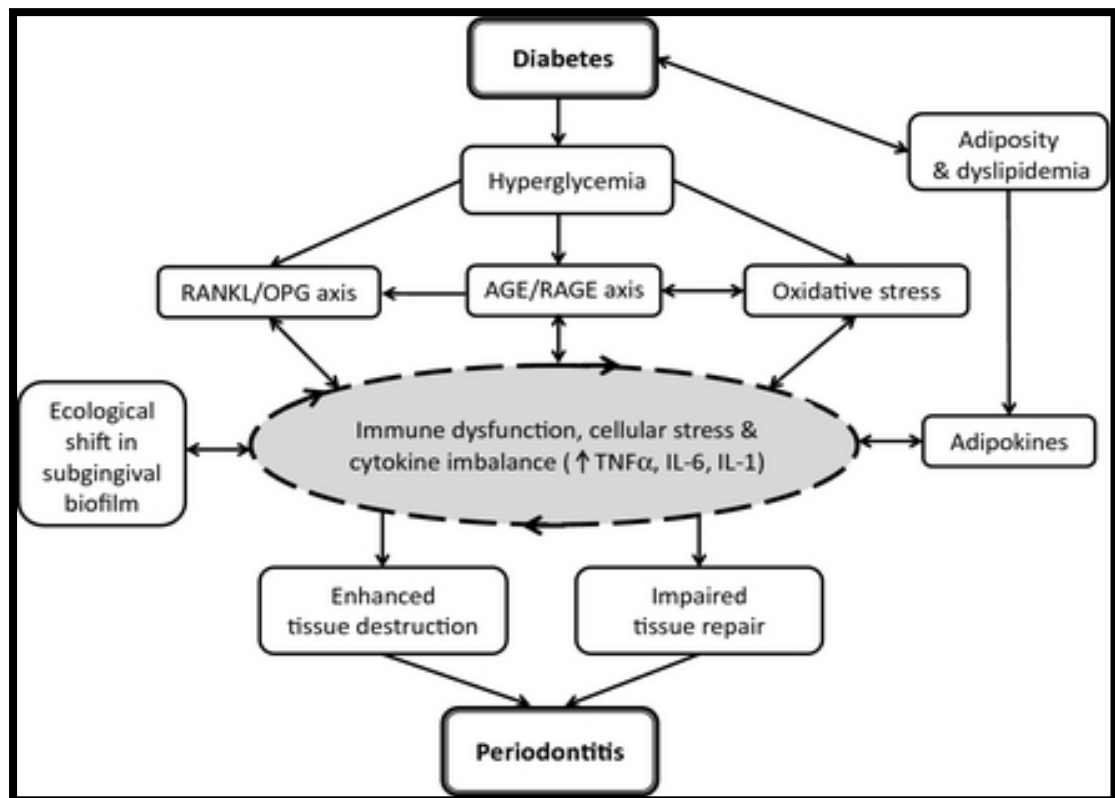 Diabetes
Adiposity
& dyslipidemia
Hyperglycemia
RANKL/OPG axis
AGE/RAGE axis
Oxidative stress
Ecological
shift in
subgingival
biofilm
Immune dysfunction, cellular stress &
cytokine imbalance (↑TNFα, IL-6, IL-1)
Adipokines
Enhanced
tissue destruction
Impaired
tissue repair
Periodontitis